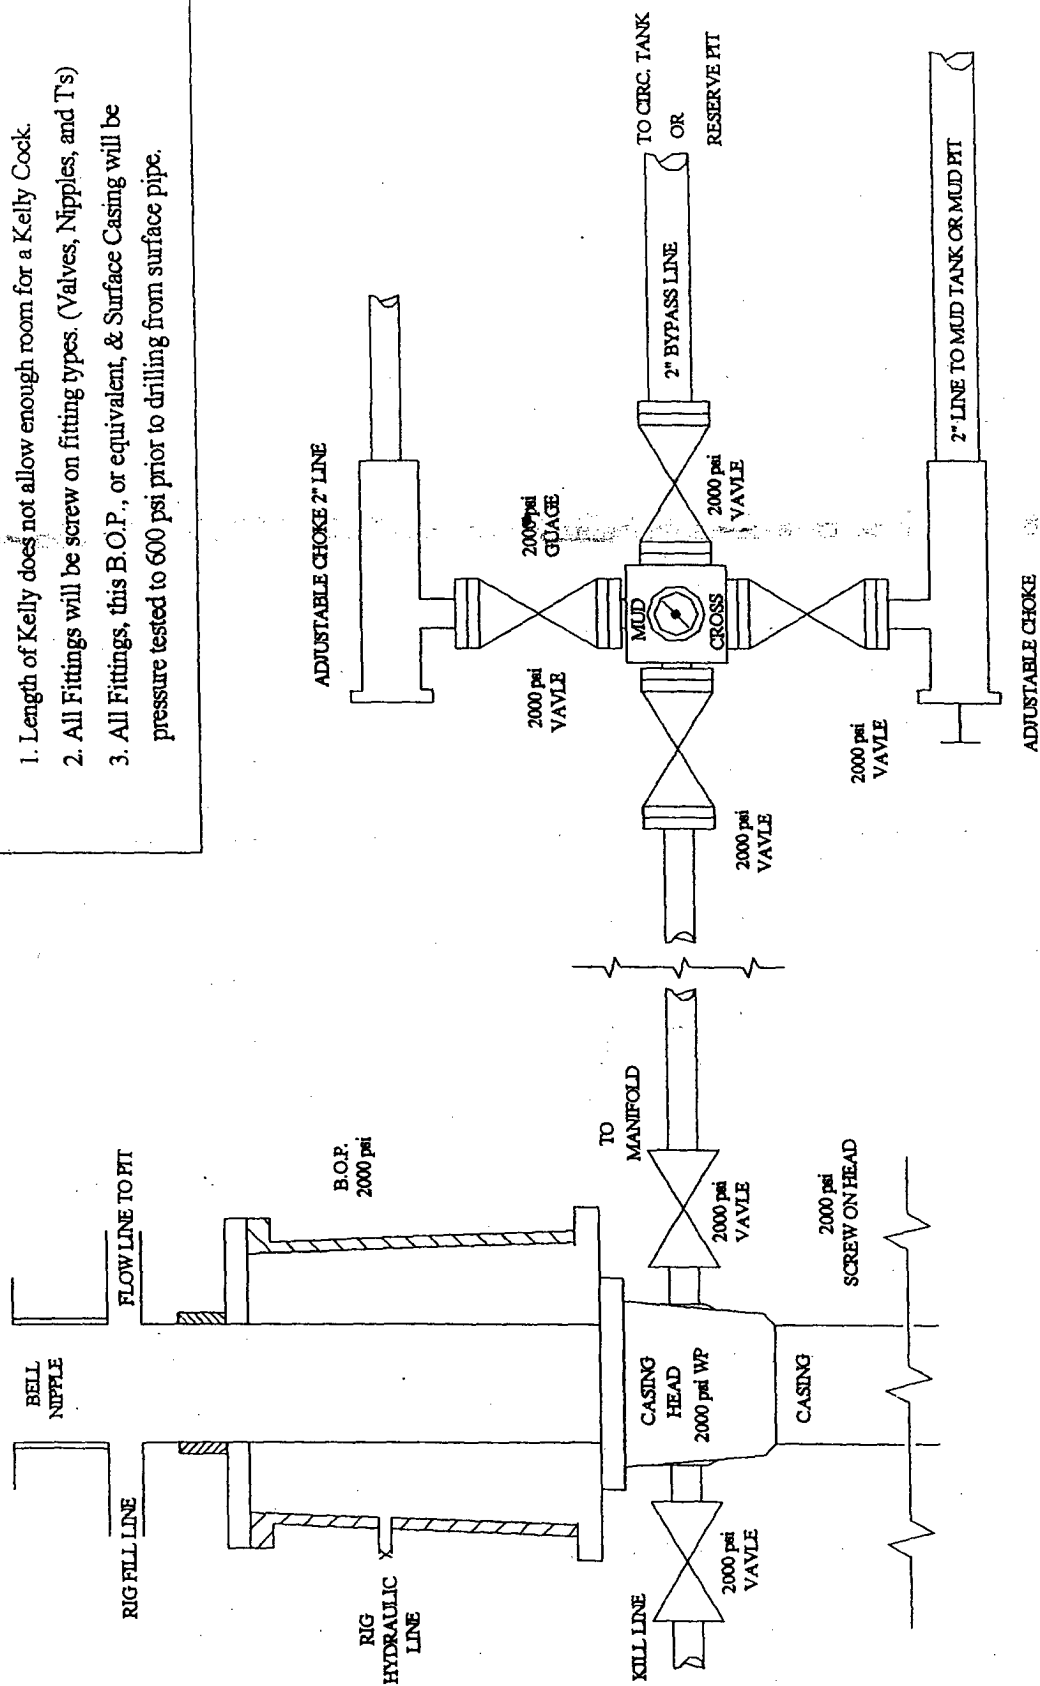 1. Length of Kelly does not allow enough room for a Kelly Cock.
2. All Fittings will be screw on fitting types. (Valves, Nipples, and T's)
3. All Fittings, this B.O.P., or equivalent, & Surface Casing will be
pressure tested to 600 psi prior to drilling from surface pipe.
BELL
NIPPLE
FLOW LINE TO PIT
RIG FILL LINE
B.O.P.
2000 psi
RIG
HYDRAULIC
LINE
KILL LINE
2000 psi
VAVLE
CASING
HEAD
2000 psi WP
CASING
TO
MANIFOLD
2000 psi
VAVLE
2000 psi
SCREW ON HEAD
ADJUSTABLE CHOKE 2" LINE
2000 psi
VAVLE
2000 psi
GUAGE
MUD
CROSS
2000 psi
VAVLE
2000 psi
VAVLE
2" BYPASS LINE
TO CIRC. TANK
OR
RESERVE PIT
2000 psi
VAVLE
2" LINE TO MUD TANK OR MUD PIT
ADJUSTABLE CHOKE